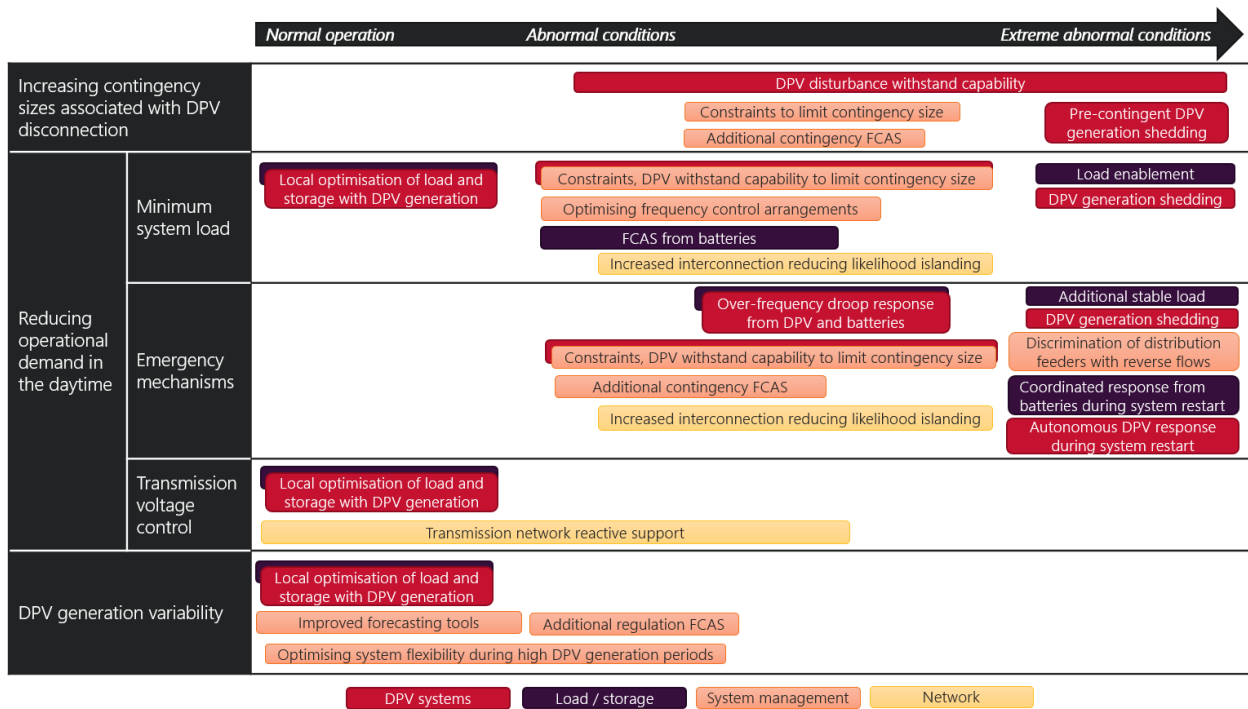 Normal operation
Abnormal conditions
Extreme abnormal conditions
Increasing contingency
sizes associated with DPV
disconnection
DPV disturbance withstand capability
Constraints to limit contingency size
Additional contingency FCAS
Pre-contingent DPV
generation shedding
Reducing
operational
demand in
the daytime
Minimum
system load
Local optimisation of load and
storage with DPV generation
Constraints, DPV withstand capability to limit contingency size
Optimising frequency control arrangements
FCAS from batteries
Increased interconnection reducing likelihood islanding
Load enablement
DPV generation shedding
Emergency
mechanisms
Over-frequency droop response
from DPV and batteries
Constraints, DPV withstand capability to limit contingency size
Additional contingency FCAS
Increased interconnection reducing likelihood islanding
Additional stable load
DPV generation shedding
Discrimination of distribution
feeders with reverse flows
Coordinated response from
batteries during system restart
Autonomous DPV response
during system restart
Transmission
voltage
control
Local optimisation of load and
storage with DPV generation
Transmission network reactive support
DPV generation variability
Local optimisation of load and
storage with DPV generation
Improved forecasting tools
Additional regulation FCAS
Optimising system flexibility during high DPV generation periods
DPV systems
Load / storage
System management
Network